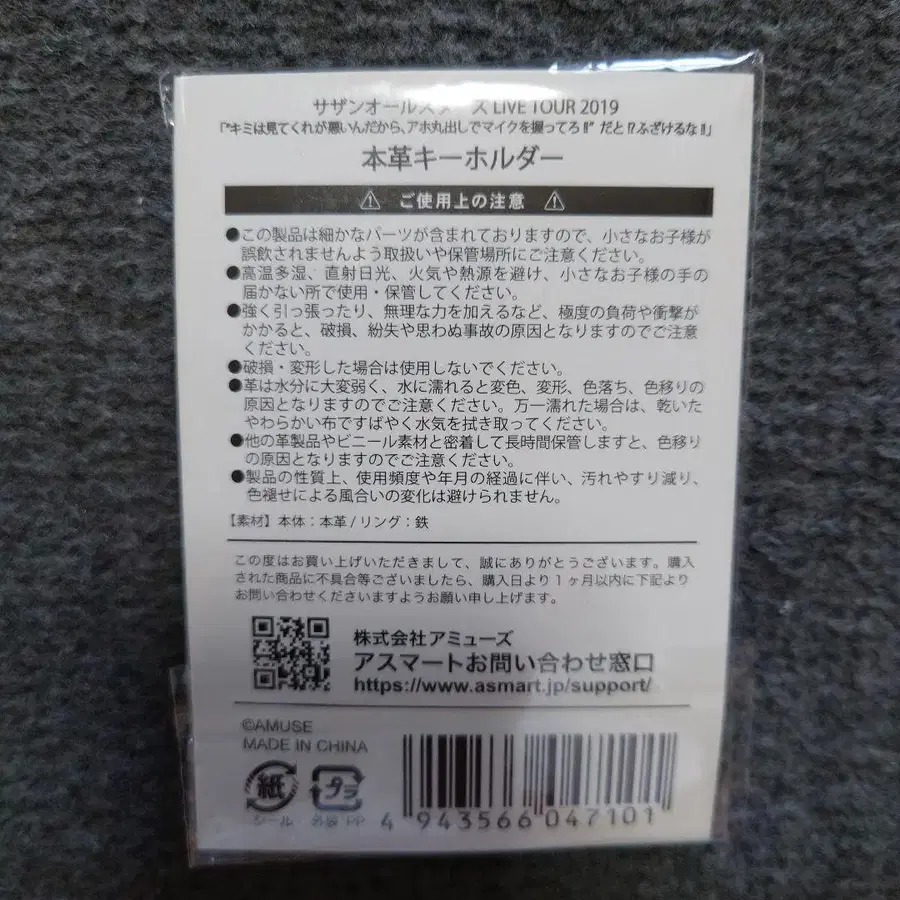 サザンオールスターズ LIVE TOUR 2019
「“キミは見てくれが悪いんだから、アホ丸出しでマイクを握ってろ!!” だと!? ふざけるな!!」
本革キーホルダー
⚠ ご使用上の注意 ⚠
●この製品は細かなパーツが含まれておりますので、小さなお子様が
誤飲されませんよう取扱いや保管場所にご注意ください。
●高温多湿、直射日光、火気や熱源を避け、小さなお子様の手の
届かない所で使用・保管してください。
●強く引っ張ったり、無理な力を加えるなど、極度の負荷や衝撃が
かかると、破損、紛失や思わぬ事故の原因となりますのでご注意
ください。
●破損・変形した場合は使用しないでください。
●革は水分に大変弱く、水に濡れると変色、変形、色落ち、色移りの
原因となりますのでご注意ください。万一濡れた場合は、乾いた
やわらかい布ですばやく水気を拭き取ってください。
●他の革製品やビニール素材と密着して長時間保管しますと、色移り
の原因となりますのでご注意ください。
●製品の性質上、使用頻度や年月の経過に伴い、汚れやすり減り、
色褪せによる風合いの変化は避けられません。
【素材】本体：本革 / リング：鉄
この度はお買い上げいただきまして、誠にありがとうございます。購入
された商品に不具合等ございましたら、購入日より1ヶ月以内に下記より
お問い合わせくださいますようお願い申し上げます。
株式会社アミューズ
アスマートお問い合わせ窓口
https://www.asmart.jp/support/
©AMUSE
MADE IN CHINA
紙 プラ
シール 外袋 PP
4 943566 047101